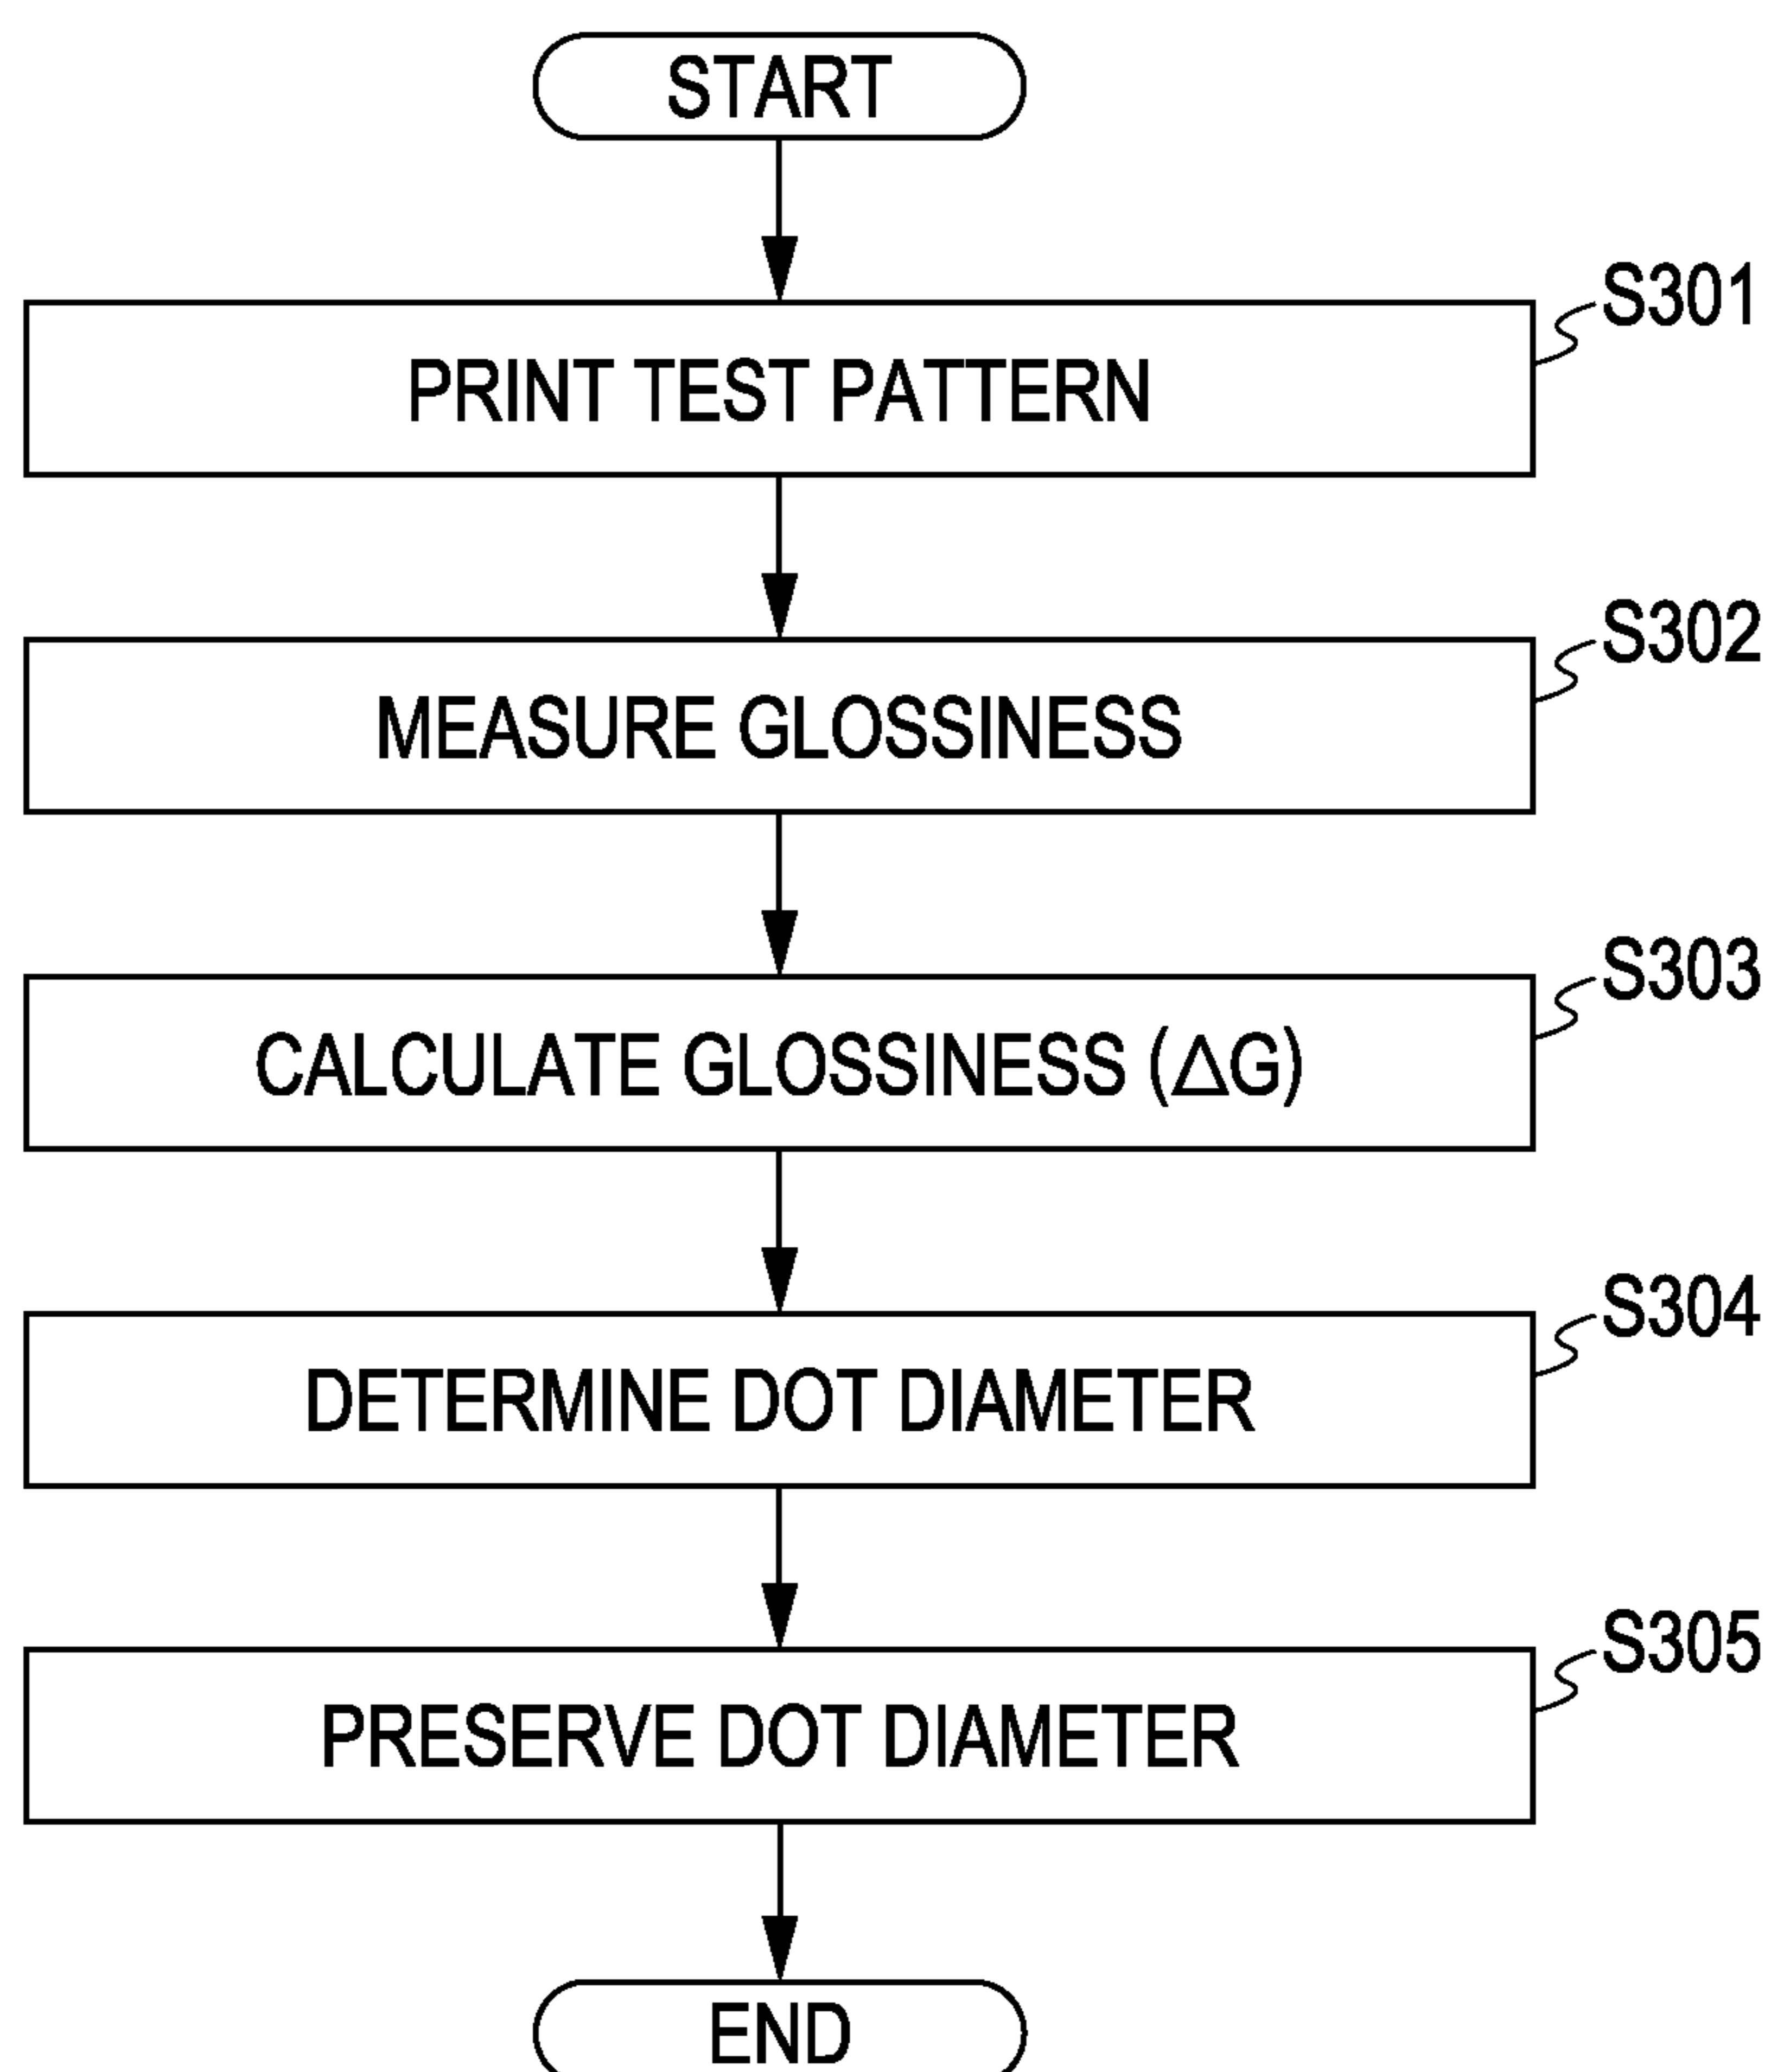 START
S301
PRINT TEST PATTERN
S302
MEASURE GLOSSINESS
S303
CALCULATE GLOSSINESS (ΔG)
S304
DETERMINE DOT DIAMETER
S305
PRESERVE DOT DIAMETER
END